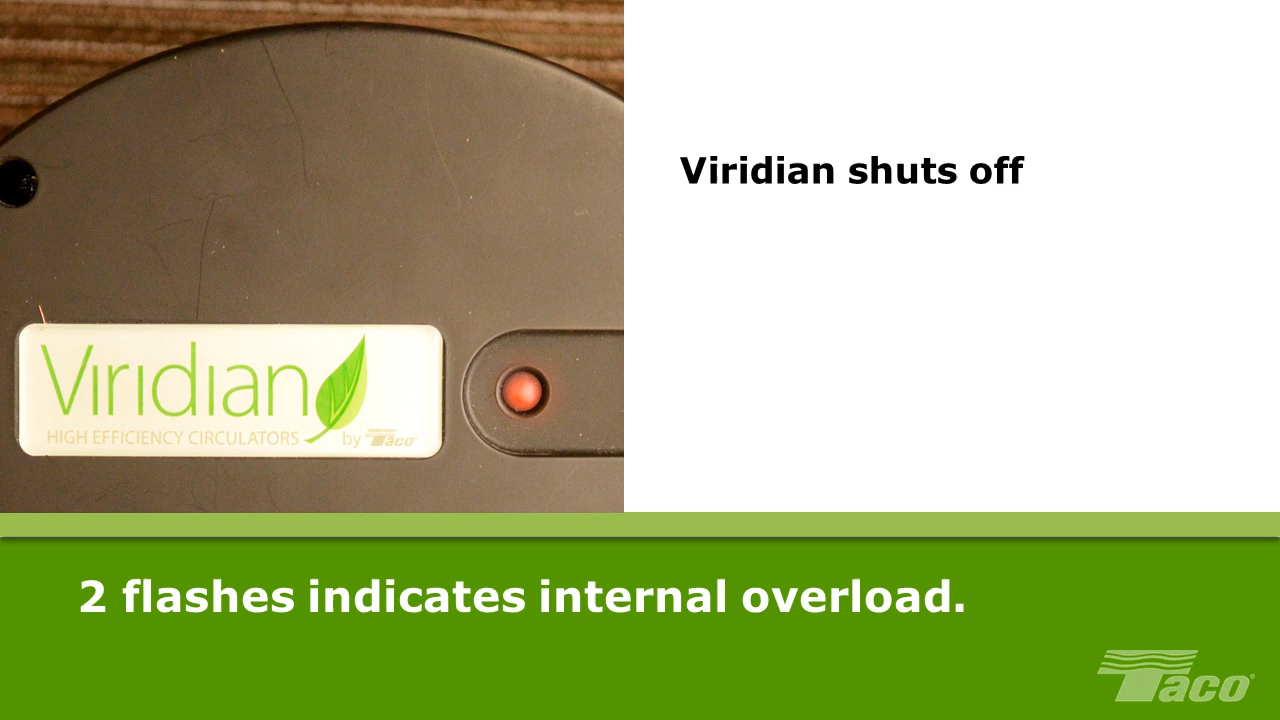 Viridian shuts off
Viridian
HIGH EFFICIENCY CIRCULATORS by Taco
2 flashes indicates internal overload.
Taco®